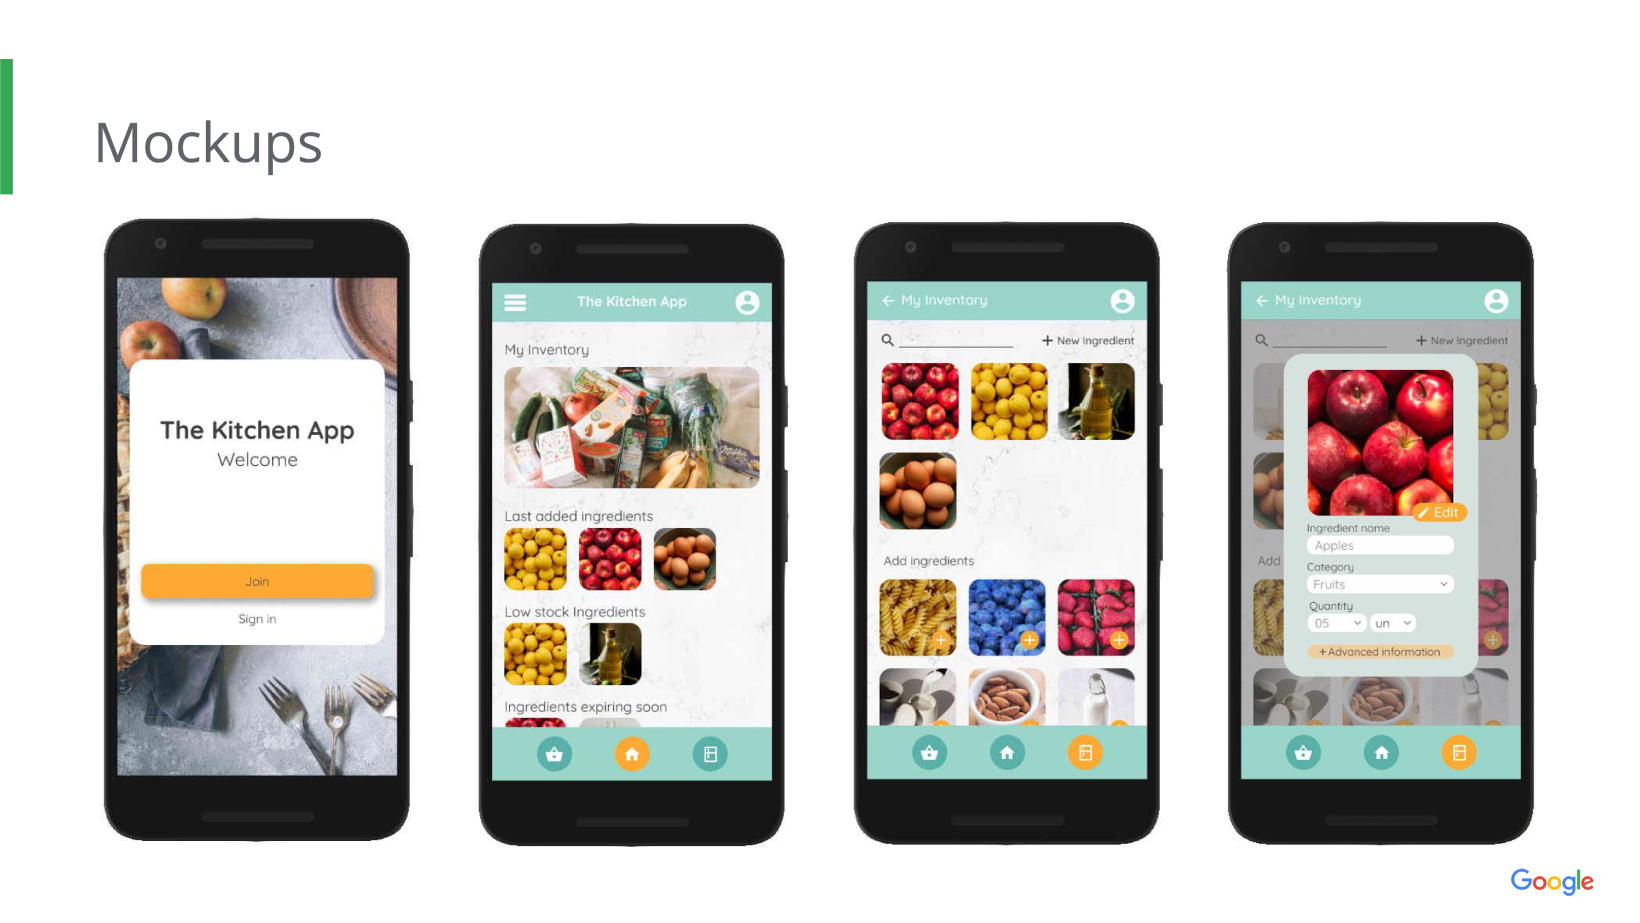 Mockups
The Kitchen App
Welcome
Join
Sign in
The Kitchen App
My Inventory
Last added ingredients
Low stock Ingredients
Ingredients expiring soon
My Inventory
New Ingredient
Add ingredients
My Inventory
New Ingredient
Edit
Ingredient name
Apples
Category
Fruits
Add
Quantity
05 un
+ Advanced information
Google